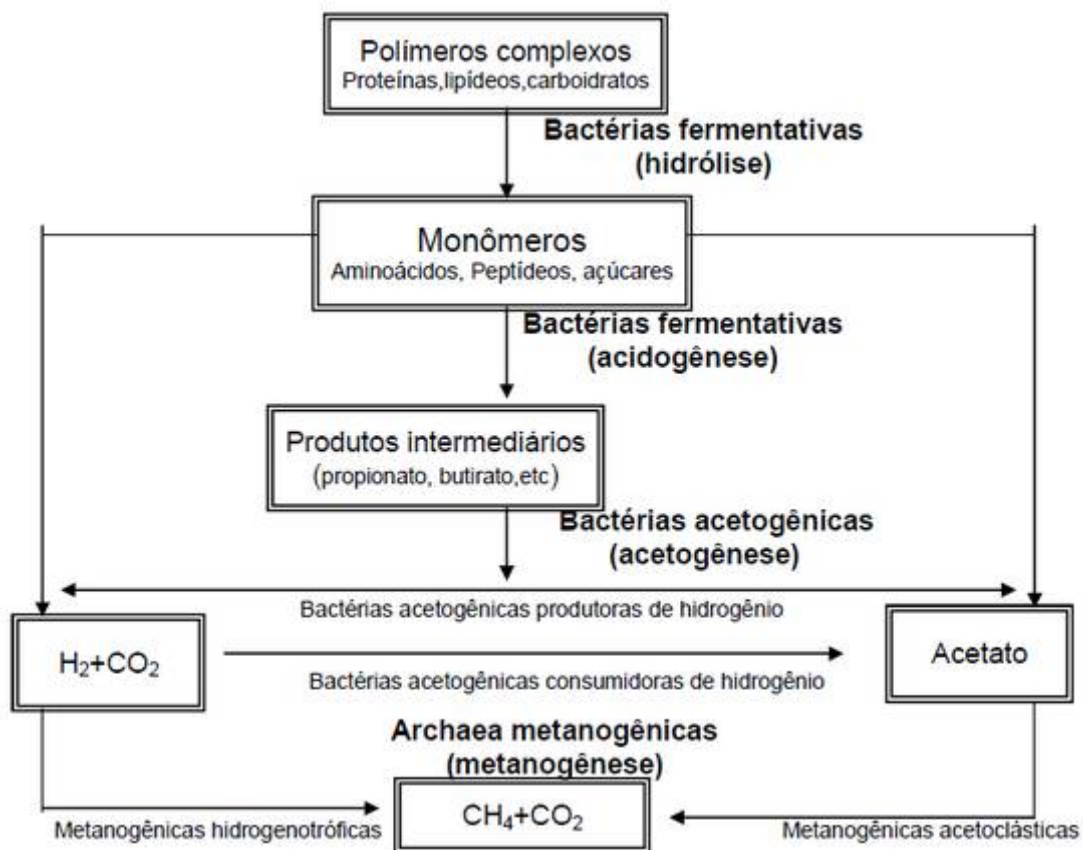 Polímeros complexos
Proteínas,lipídeos,carboidratos
Bactérias fermentativas
(hidrólise)
Monômeros
Aminoácidos, Peptídeos, açúcares
Bactérias fermentativas
(acidogênese)
Produtos intermediários
(propionato, butirato,etc)
Bactérias acetogênicas
(acetogênese)
Bactérias acetogênicas produtoras de hidrogênio
H₂+CO₂
Acetato
Bactérias acetogênicas consumidoras de hidrogênio
Archaea metanogênicas
(metanogênese)
CH₄+CO₂
Metanogênicas hidrogenotróficas
Metanogênicas acetoclásticas